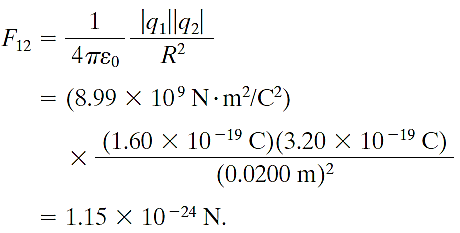 F₁₂ = 1 / 4πε₀ |q₁||q₂| / R²
= (8.99 × 10⁹ N·m²/C²)
× (1.60 × 10⁻¹⁹ C)(3.20 × 10⁻¹⁹ C) / (0.0200 m)²
= 1.15 × 10⁻²⁴ N.